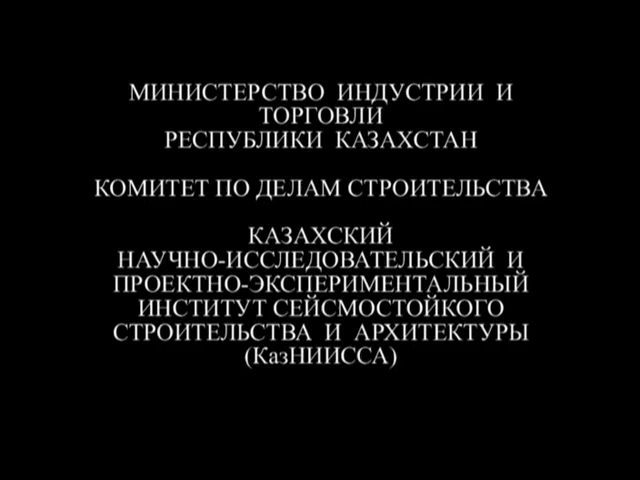 МИНИСТЕРСТВО ИНДУСТРИИ И
ТОРГОВЛИ
РЕСПУБЛИКИ КАЗАХСТАН
КОМИТЕТ ПО ДЕЛАМ СТРОИТЕЛЬСТВА
КАЗАХСКИЙ
НАУЧНО-ИССЛЕДОВАТЕЛЬСКИЙ И
ПРОЕКТНО-ЭКСПЕРИМЕНТАЛЬНЫЙ
ИНСТИТУТ СЕЙСМОСТОЙКОГО
СТРОИТЕЛЬСТВА И АРХИТЕКТУРЫ
(КазНИИССА)